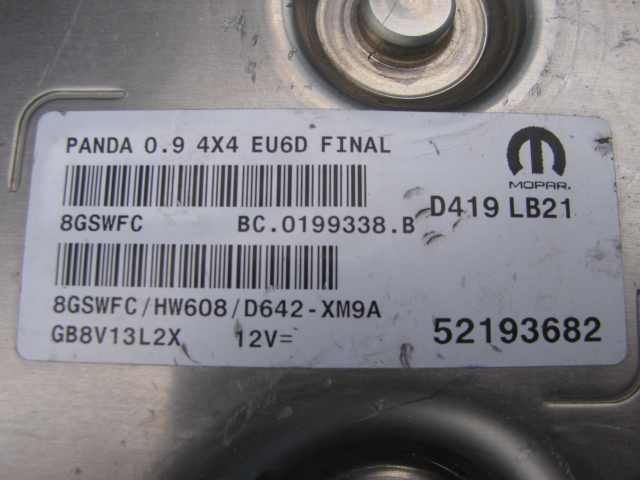 PANDA 0.9 4X4 EU6D FINAL
MOPAR.
8GSWFC BC.0199338.B D419 LB21
8GSWFC/HW608/D642-XM9A
GB8V13L2X 12V= 52193682